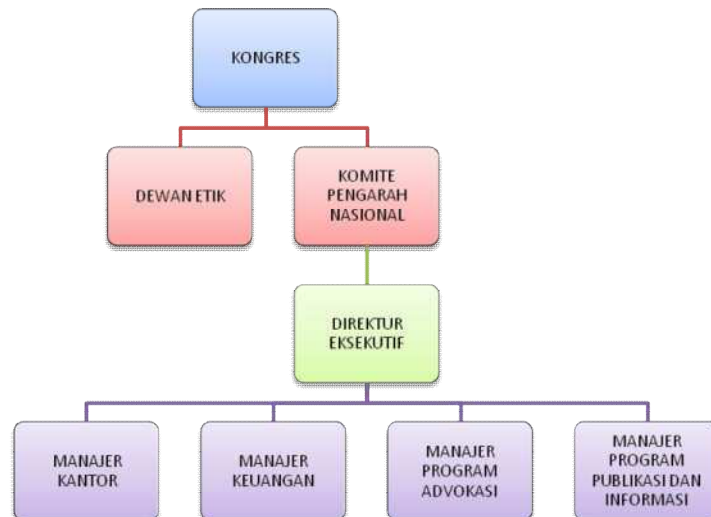 KONGRES
DEWAN ETIK
KOMITE
PENGARAH
NASIONAL
DIREKTUR
EKSEKUTIF
MANAJER
KANTOR
MANAJER
KEUANGAN
MANAJER
PROGRAM
ADVOKASI
MANAJER
PROGRAM
PUBLIKASI DAN
INFORMASI